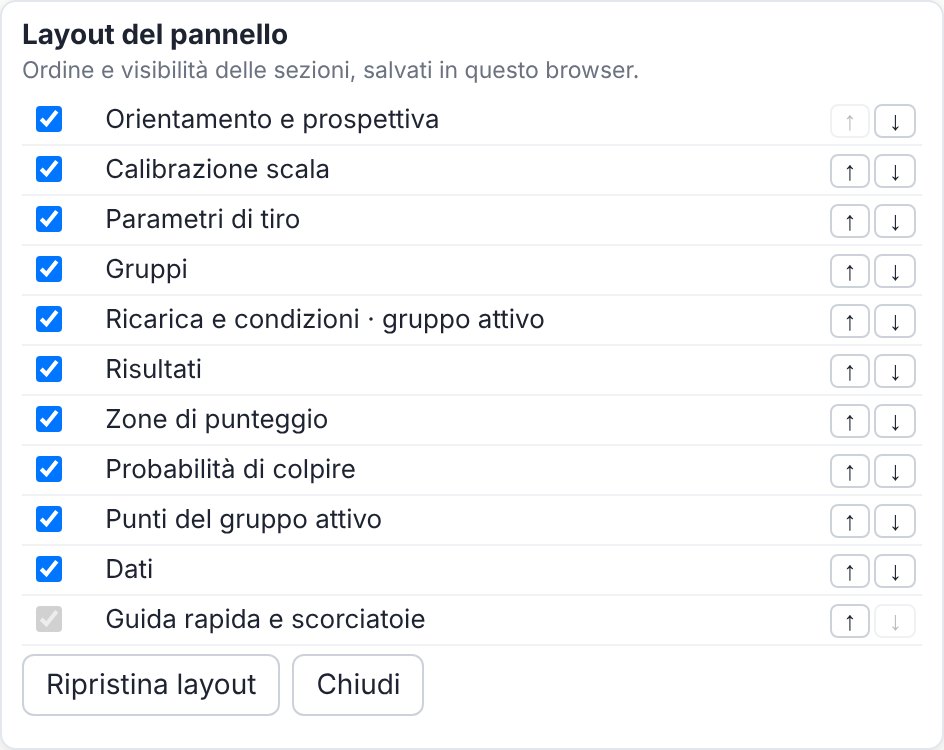 Layout del pannello
Ordine e visibilità delle sezioni, salvati in questo browser.
Orientamento e prospettiva ↑ ↓
Calibrazione scala ↑ ↓
Parametri di tiro ↑ ↓
Gruppi ↑ ↓
Ricarica e condizioni · gruppo attivo ↑ ↓
Risultati ↑ ↓
Zone di punteggio ↑ ↓
Probabilità di colpire ↑ ↓
Punti del gruppo attivo ↑ ↓
Dati ↑ ↓
Guida rapida e scorciatoie ↑ ↓
Ripristina layout Chiudi